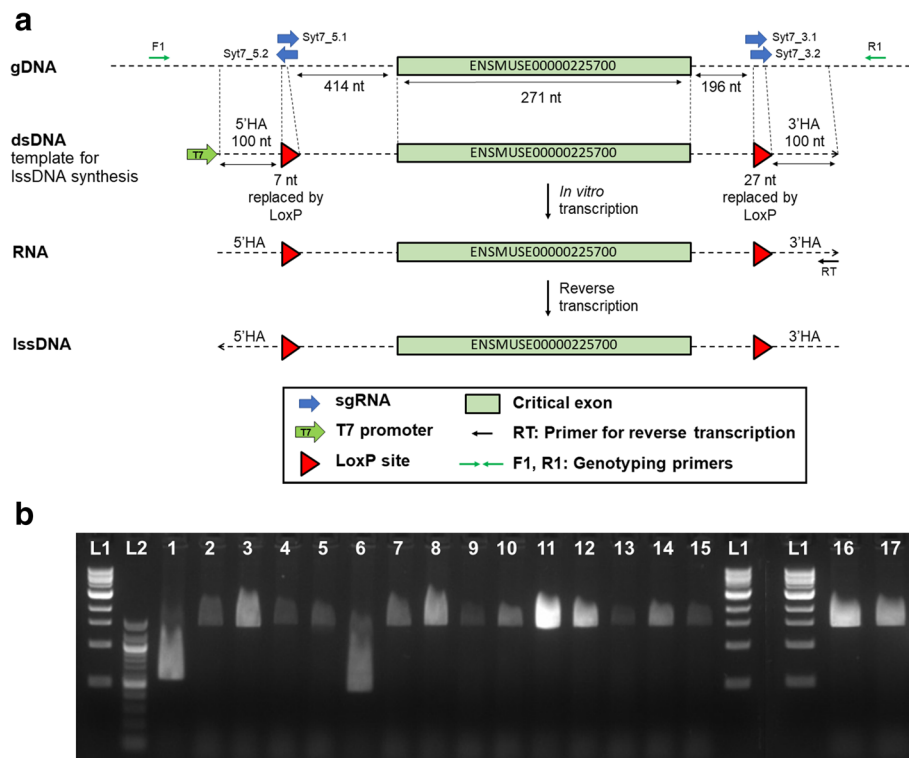 a
F1
Syt7_5.1
Syt7_5.2
Syt7_3.1
Syt7_3.2
R1
gDNA
ENSMUSE00000225700
414 nt
271 nt
196 nt
5'HA
100 nt
3'HA
100 nt
dsDNA
template for
lssDNA synthesis
T7
ENSMUSE00000225700
7 nt
replaced by
LoxP
27 nt
replaced by
LoxP
In vitro
transcription
RNA
5'HA
ENSMUSE00000225700
3'HA
RT
Reverse
transcription
lssDNA
5'HA
ENSMUSE00000225700
3'HA
sgRNA
Critical exon
T7
T7 promoter
RT: Primer for reverse transcription
LoxP site
F1, R1: Genotyping primers
b
L1 L2 1 2 3 4 5 6 7 8 9 10 11 12 13 14 15 L1 L1 16 17